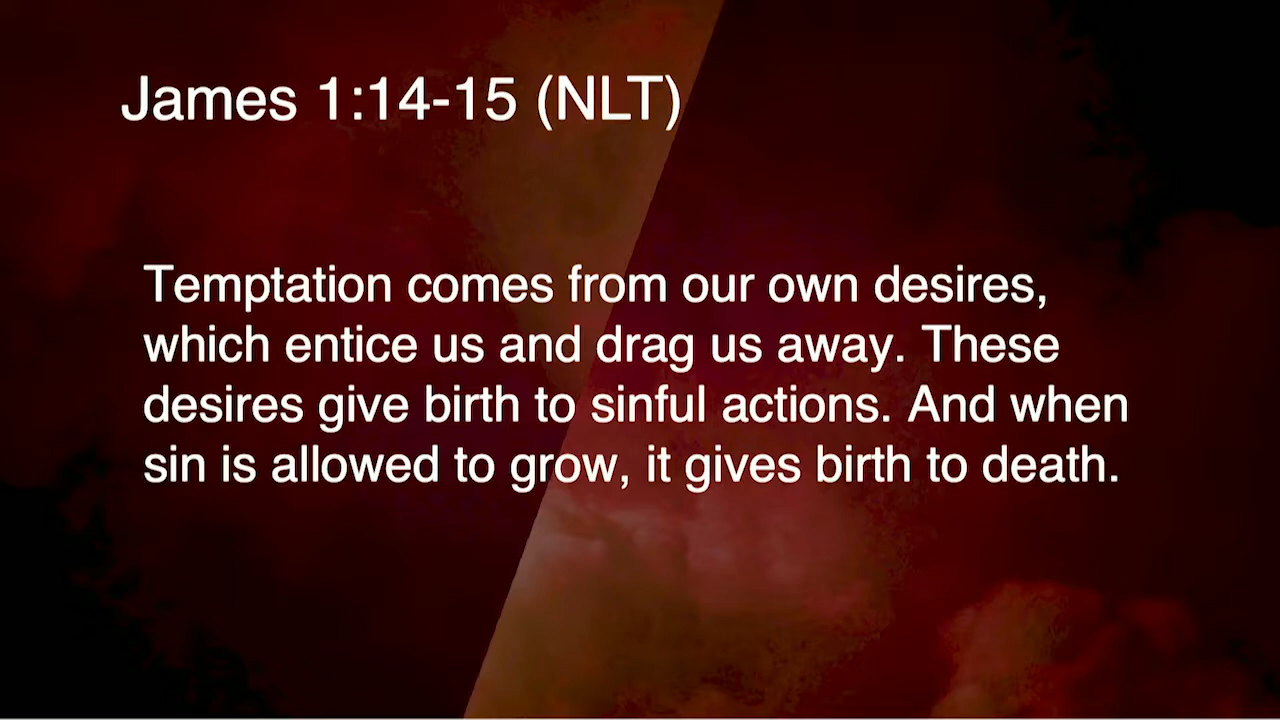 James 1:14-15 (NLT)
Temptation comes from our own desires,
which entice us and drag us away. These
desires give birth to sinful actions. And when
sin is allowed to grow, it gives birth to death.